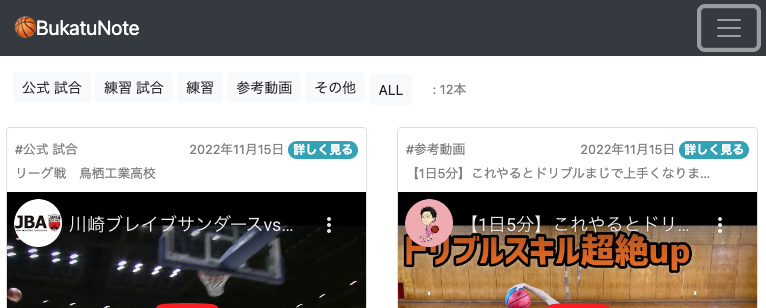 BukatuNote
公式 試合
練習 試合
練習
参考動画
その他
ALL
: 12本
#公式 試合
2022年11月15日 詳しく見る
リーグ戦　鳥栖工業高校
JBA
川崎ブレイブサンダースvs...
#参考動画
2022年11月15日 詳しく見る
【1日5分】これやるとドリブルまじで上手くなりま...
【1日5分】これやるとドリ...
ドリブルスキル超絶up